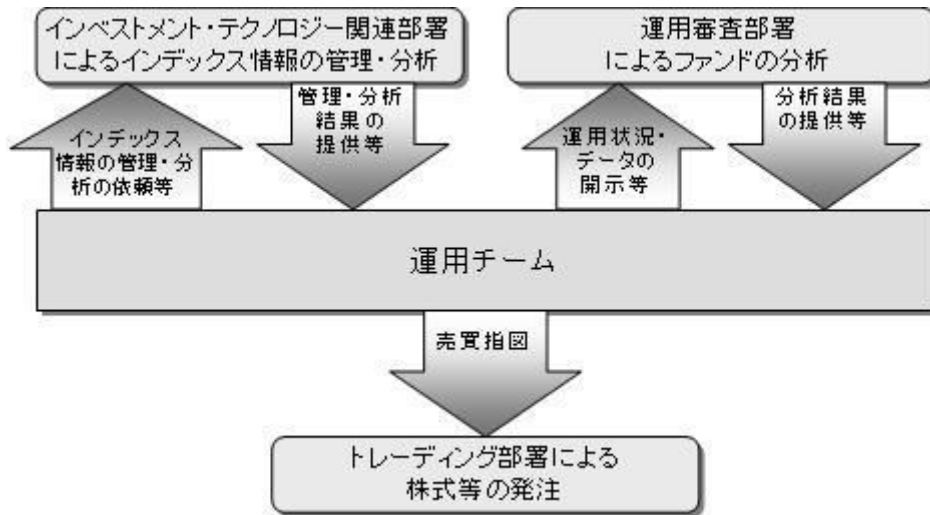 インベストメント・テクノロジー関連部署
によるインデックス情報の管理・分析
運用審査部署
によるファンドの分析
インデックス
情報の管理・分
析の依頼等
管理・分析
結果の
提供等
運用状況・
データの
開示等
分析結果
の提供等
運用チーム
売買指図
トレーディング部署による
株式等の発注